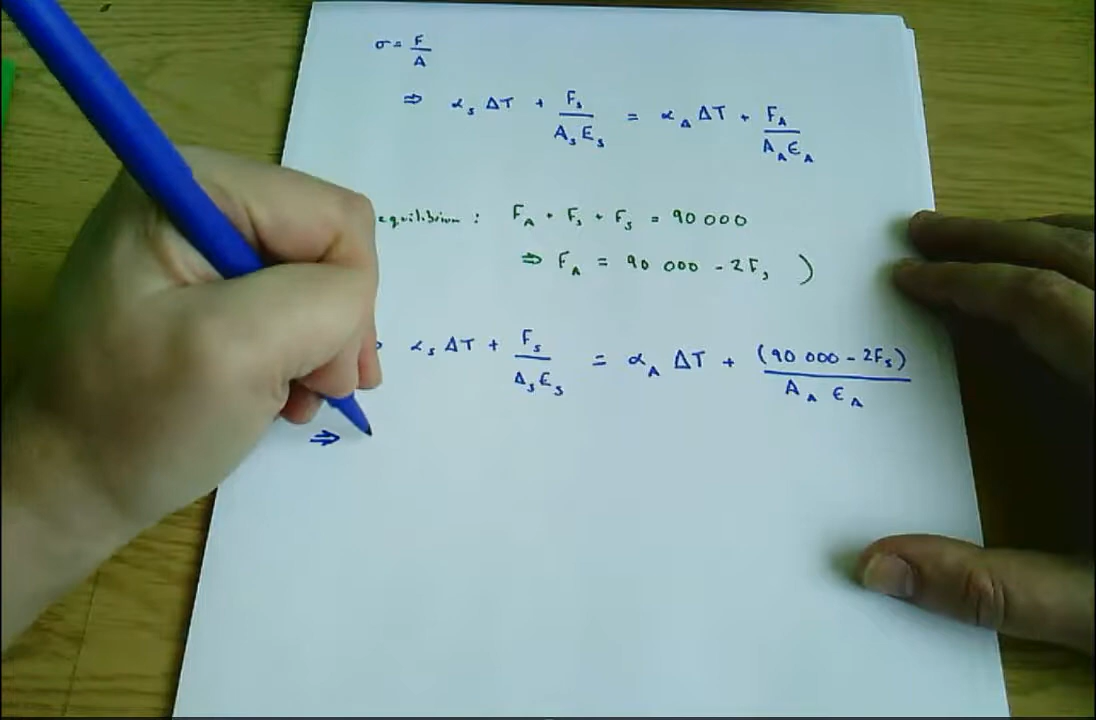 σ = F/A
⇒ α_s ΔT + F_s/(A_s E_s) = α_A ΔT + F_A/(A_A E_A)
equilibrium : F_A + F_s + F_s = 90 000
⇒ F_A = 90 000 - 2F_s )
α_s ΔT + F_s/(A_s E_s) = α_A ΔT + (90 000 - 2F_s)/(A_A E_A)
⇒